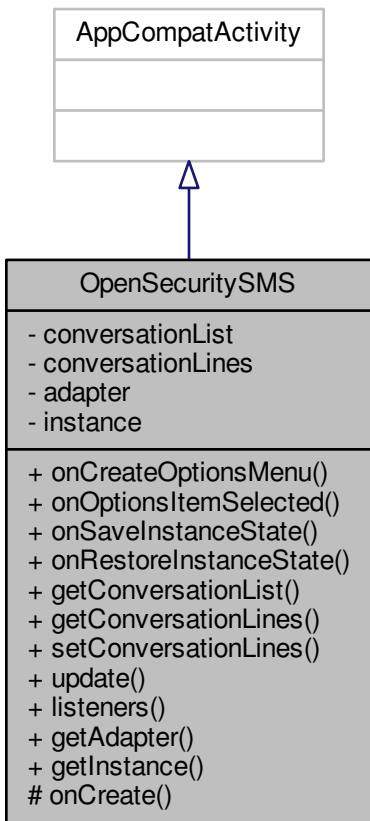 AppCompatActivity
OpenSecuritySMS
- conversationList
- conversationLines
- adapter
- instance
+ onCreateOptionsMenu()
+ onOptionsItemSelected()
+ onSaveInstanceState()
+ onRestoreInstanceState()
+ getConversationList()
+ getConversationLines()
+ setConversationLines()
+ update()
+ listeners()
+ getAdapter()
+ getInstance()
# onCreate()